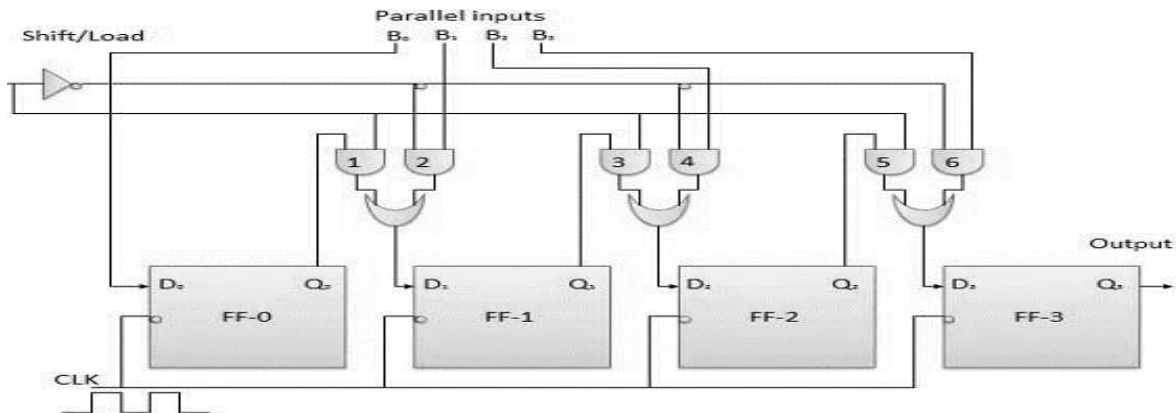 Parallel inputs
Shift/Load
B₀ B₁ B₂ B₃
1 2 3 4 5 6
Output
D₀ Q₀ D₁ Q₁ D₂ Q₂ D₃ Q₃
FF-0 FF-1 FF-2 FF-3
CLK